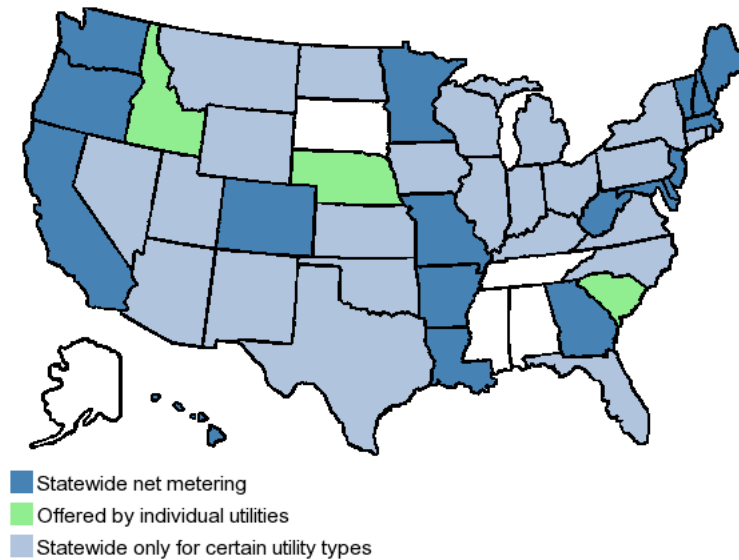 Statewide net metering
Offered by individual utilities
Statewide only for certain utility types